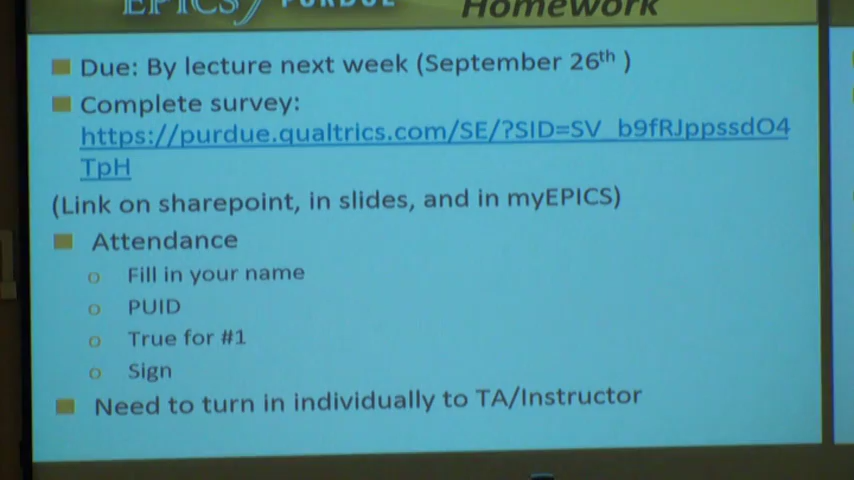 EPICS PURDUE Homework
Due: By lecture next week (September 26th )
Complete survey:
https://purdue.qualtrics.com/SE/?SID=SV_b9fRJppssdO4
TpH
(Link on sharepoint, in slides, and in myEPICS)
Attendance
o Fill in your name
o PUID
o True for #1
o Sign
Need to turn in individually to TA/Instructor